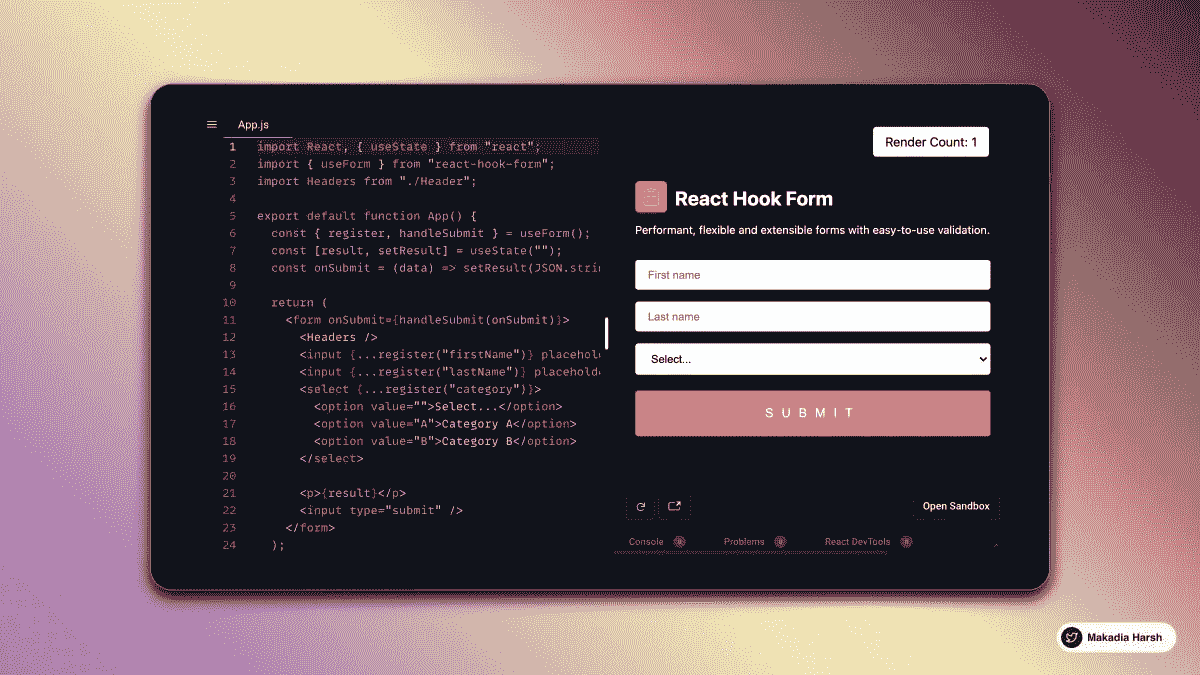 App.js
1 import React, { useState } from "react";
2 import { useForm } from "react-hook-form";
3 import Headers from "./Header";
4
5 export default function App() {
6 const { register, handleSubmit } = useForm();
7 const [result, setResult] = useState("");
8 const onSubmit = (data) => setResult(JSON.strin
9
10 return (
11 <form onSubmit={handleSubmit(onSubmit)}>
12 <Headers />
13 <input {...register("firstName")} placehold
14 <input {...register("lastName")} placeholde
15 <select {...register("category")}>
16 <option value="">Select...</option>
17 <option value="A">Category A</option>
18 <option value="B">Category B</option>
19 </select>
20
21 <p>{result}</p>
22 <input type="submit" />
23 </form>
24 );
Render Count: 1
React Hook Form
Performant, flexible and extensible forms with easy-to-use validation.
First name
Last name
Select...
SUBMIT
Open Sandbox
Console
Problems
React DevTools
Makadia Harsh